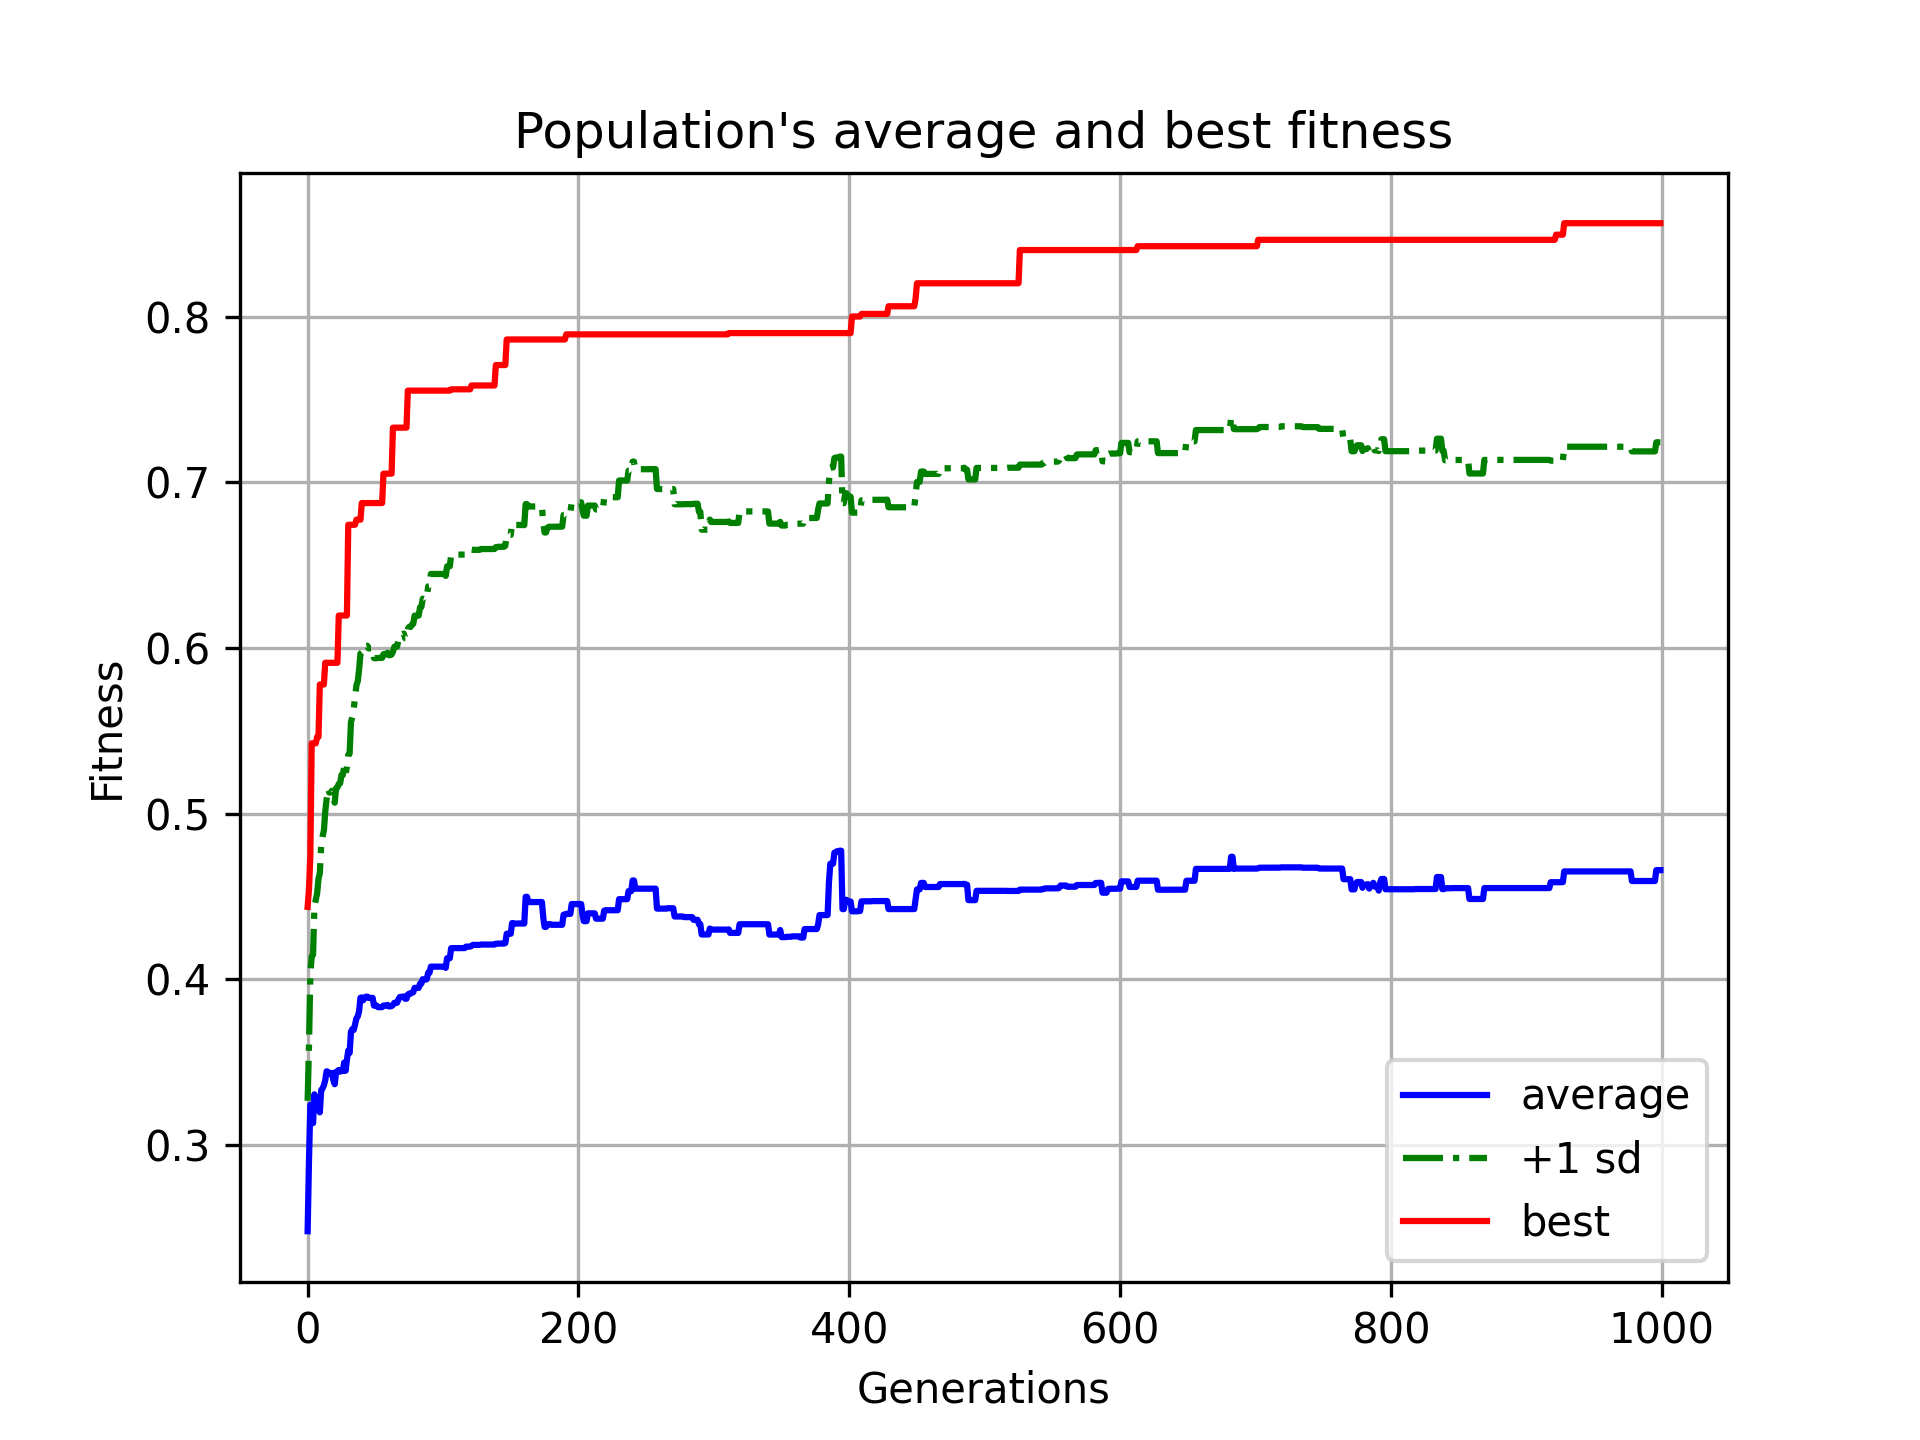 Population's average and best fitness
Fitness
0.8
0.7
0.6
0.5
0.4
0.3
0 200 400 600 800 1000
Generations
average
+1 sd
best